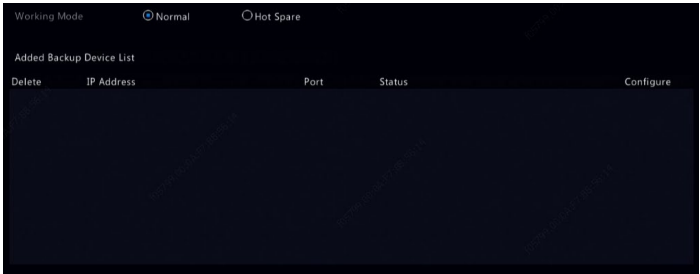 Working Mode Normal Hot Spare
Added Backup Device List
Delete IP Address Port Status Configure